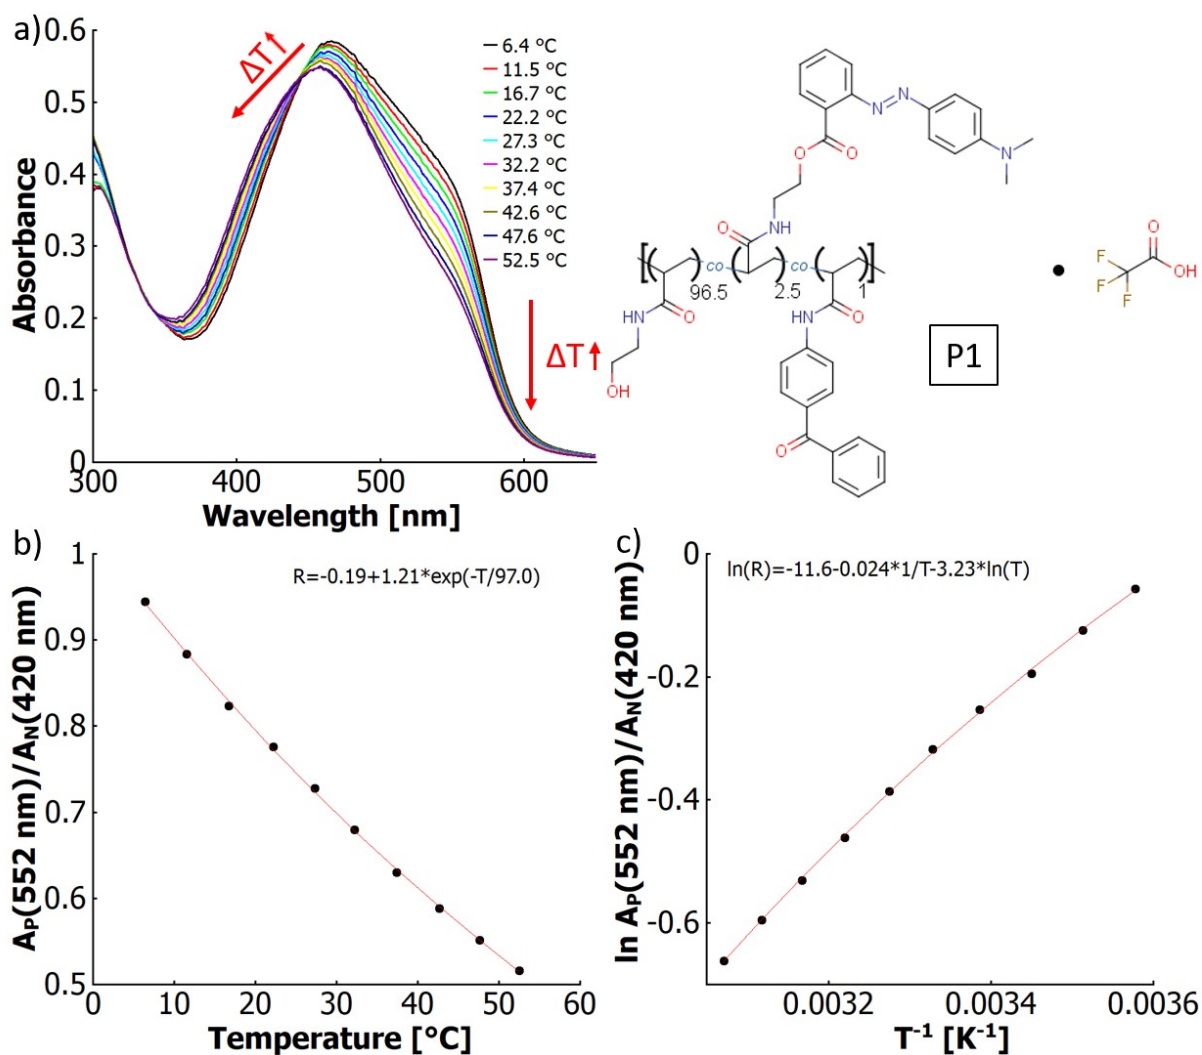 a)
0.6
0.5
0.4
0.3
0.2
0.1
0
Absorbance
300
400
500
600
Wavelength [nm]
ΔT↑
6.4 °C
11.5 °C
16.7 °C
22.2 °C
27.3 °C
32.2 °C
37.4 °C
42.6 °C
47.6 °C
52.5 °C
ΔT↑
N
N
N
O
O
NH
O
[( )96.5 co ( )2.5 co ( )1]
HN
O
OH
HN
O
O
F
F
F
O
OH
P1
b)
1
0.9
0.8
0.7
0.6
0.5
AP(552 nm)/AN(420 nm)
R=-0.19+1.21*exp(-T/97.0)
0
10
20
30
40
50
60
Temperature [°C]
c)
0
-0.2
-0.4
-0.6
ln AP(552 nm)/AN(420 nm)
ln(R)=-11.6-0.024*1/T-3.23*ln(T)
0.0032
0.0034
0.0036
T-1 [K-1]